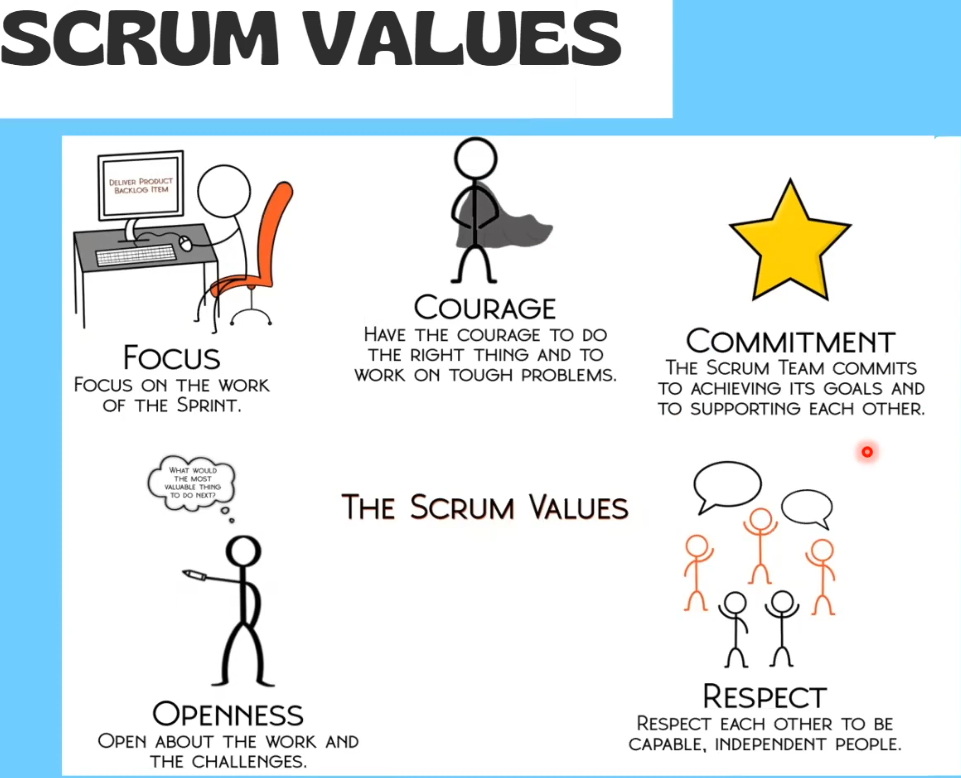 SCRUM VALUES
DELIVER PRODUCT
BACKLOG ITEM
FOCUS
FOCUS ON THE WORK
OF THE SPRINT.
COURAGE
HAVE THE COURAGE TO DO
THE RIGHT THING AND TO
WORK ON TOUGH PROBLEMS.
COMMITMENT
THE SCRUM TEAM COMMITS
TO ACHIEVING ITS GOALS AND
TO SUPPORTING EACH OTHER.
THE SCRUM VALUES
WHAT WOULD
THE MOST
VALUABLE THING
TO DO NEXT?
OPENNESS
OPEN ABOUT THE WORK AND
THE CHALLENGES.
RESPECT
RESPECT EACH OTHER TO BE
CAPABLE, INDEPENDENT PEOPLE.